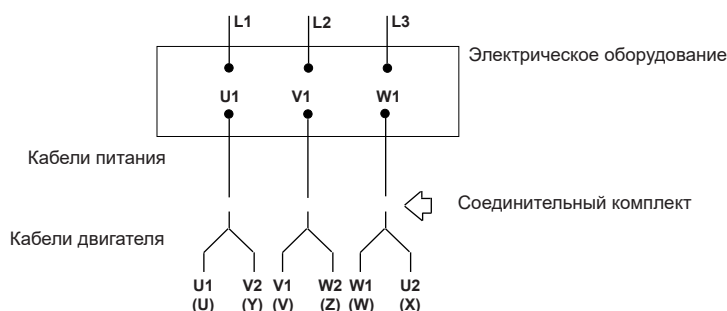 L1 L2 L3
Электрическое оборудование
U1 V1 W1
Кабели питания
Соединительный комплект
Кабели двигателя
U1 V2 V1 W2 W1 U2
(U) (Y) (V) (Z) (W) (X)